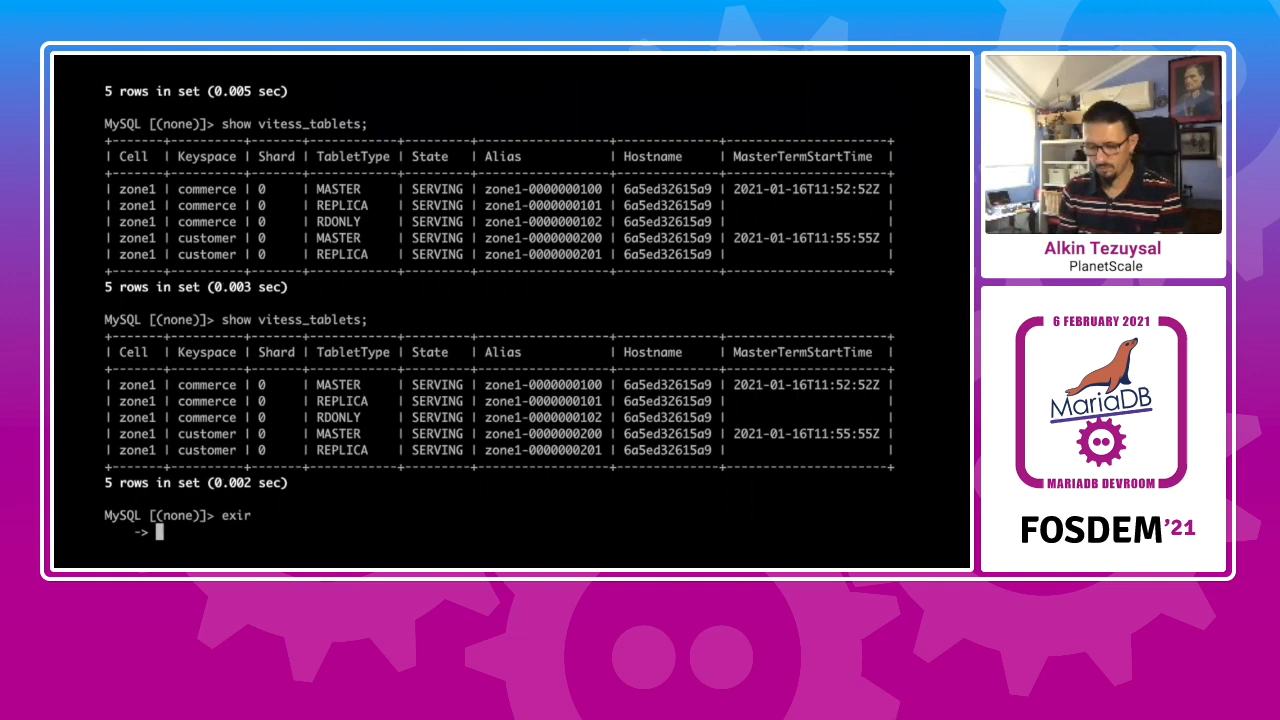 5 rows in set (0.005 sec)
MySQL [(none)]> show vitess_tablets;
+-------+----------+-------+------------+---------+------------------+--------------+----------------------+
| Cell | Keyspace | Shard | TabletType | State | Alias | Hostname | MasterTermStartTime |
| zone1 | commerce | 0 | MASTER | SERVING | zone1-0000000100 | 6a5ed32615a9 | 2021-01-16T11:52:52Z |
| zone1 | commerce | 0 | REPLICA | SERVING | zone1-0000000101 | 6a5ed32615a9 | |
| zone1 | commerce | 0 | RDONLY | SERVING | zone1-0000000102 | 6a5ed32615a9 | |
| zone1 | customer | 0 | MASTER | SERVING | zone1-0000000200 | 6a5ed32615a9 | 2021-01-16T11:55:55Z |
| zone1 | customer | 0 | REPLICA | SERVING | zone1-0000000201 | 6a5ed32615a9 | |
5 rows in set (0.003 sec)
MySQL [(none)]> show vitess_tablets;
| Cell | Keyspace | Shard | TabletType | State | Alias | Hostname | MasterTermStartTime |
| zone1 | commerce | 0 | MASTER | SERVING | zone1-0000000100 | 6a5ed32615a9 | 2021-01-16T11:52:52Z |
| zone1 | commerce | 0 | REPLICA | SERVING | zone1-0000000101 | 6a5ed32615a9 | |
| zone1 | commerce | 0 | RDONLY | SERVING | zone1-0000000102 | 6a5ed32615a9 | |
| zone1 | customer | 0 | MASTER | SERVING | zone1-0000000200 | 6a5ed32615a9 | 2021-01-16T11:55:55Z |
| zone1 | customer | 0 | REPLICA | SERVING | zone1-0000000201 | 6a5ed32615a9 | |
5 rows in set (0.002 sec)
MySQL [(none)]> exir
->
Alkin Tezuysal
PlanetScale
6 FEBRUARY 2021
MariaDB
MARIADB DEVROOM
FOSDEM'21